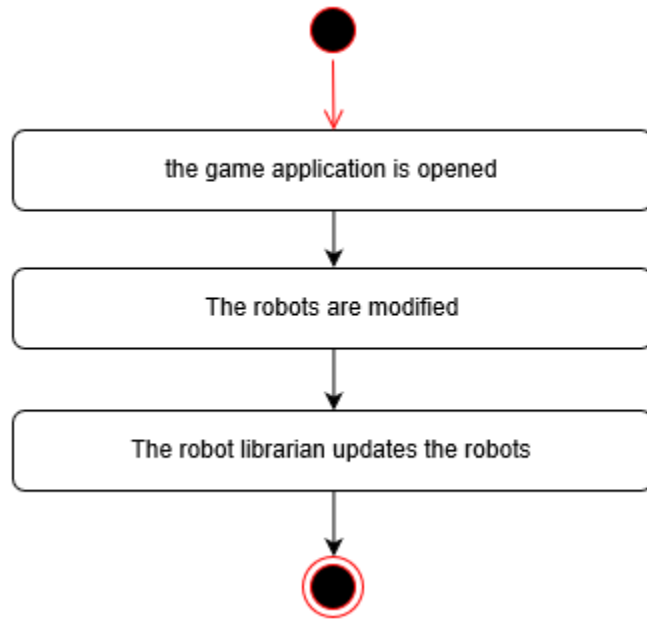 the game application is opened
The robots are modified
The robot librarian updates the robots